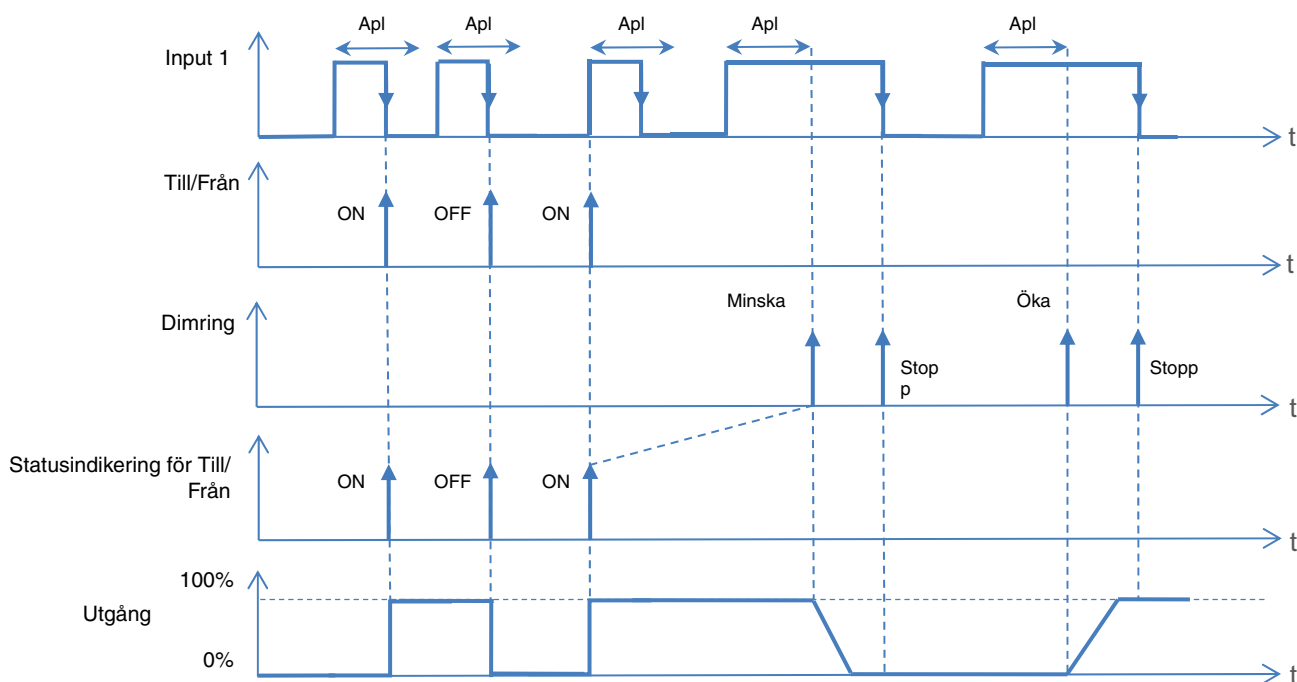 Apl Apl Apl Apl Apl
Input 1
t
Till/Från
ON OFF ON
t
Dimring
Minska Öka
Stop
p
Stopp
t
Statusindikering för Till/
Från
ON OFF ON
t
100%
Utgång
0%
t